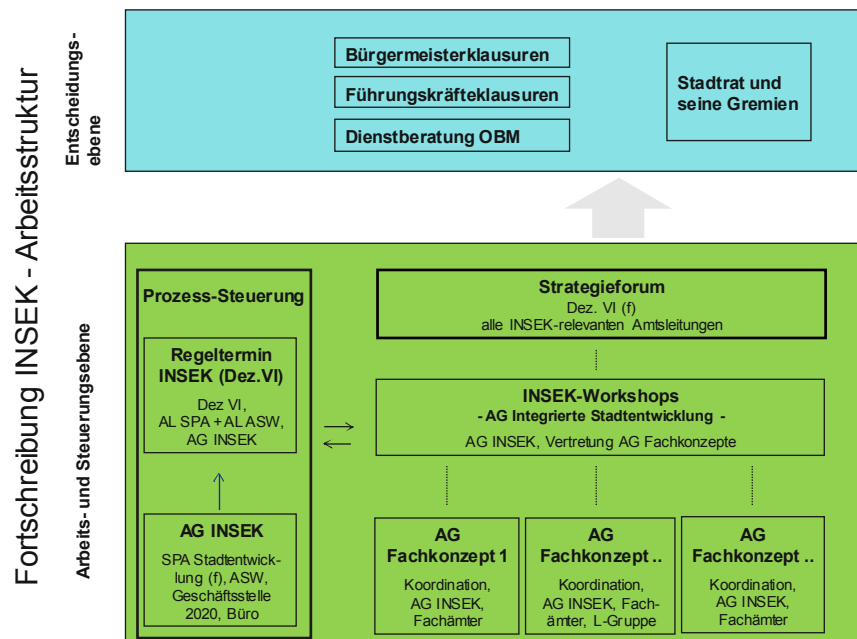 Fortschreibung INSEK - Arbeitsstruktur
Entscheidungs-
ebene
Bürgermeisterklausuren
Führungskräfteklausuren
Dienstberatung OBM
Stadtrat und
seine Gremien
Arbeits- und Steuerungsebene
Prozess-Steuerung
Regeltermin
INSEK (Dez.VI)
Dez VI,
AL SPA + AL ASW,
AG INSEK
AG INSEK
SPA Stadtentwick-
lung (f), ASW,
Geschäftsstelle
2020, Büro
Strategieforum
Dez. VI (f)
alle INSEK-relevanten Amtsleitungen
INSEK-Workshops
- AG Integrierte Stadtentwicklung -
AG INSEK, Vertretung AG Fachkonzepte
AG
Fachkonzept 1
Koordination,
AG INSEK,
Fachämter
AG
Fachkonzept ..
Koordination,
AG INSEK, Fach-
ämter, L-Gruppe
AG
Fachkonzept ..
Koordination,
AG INSEK,
Fachämter